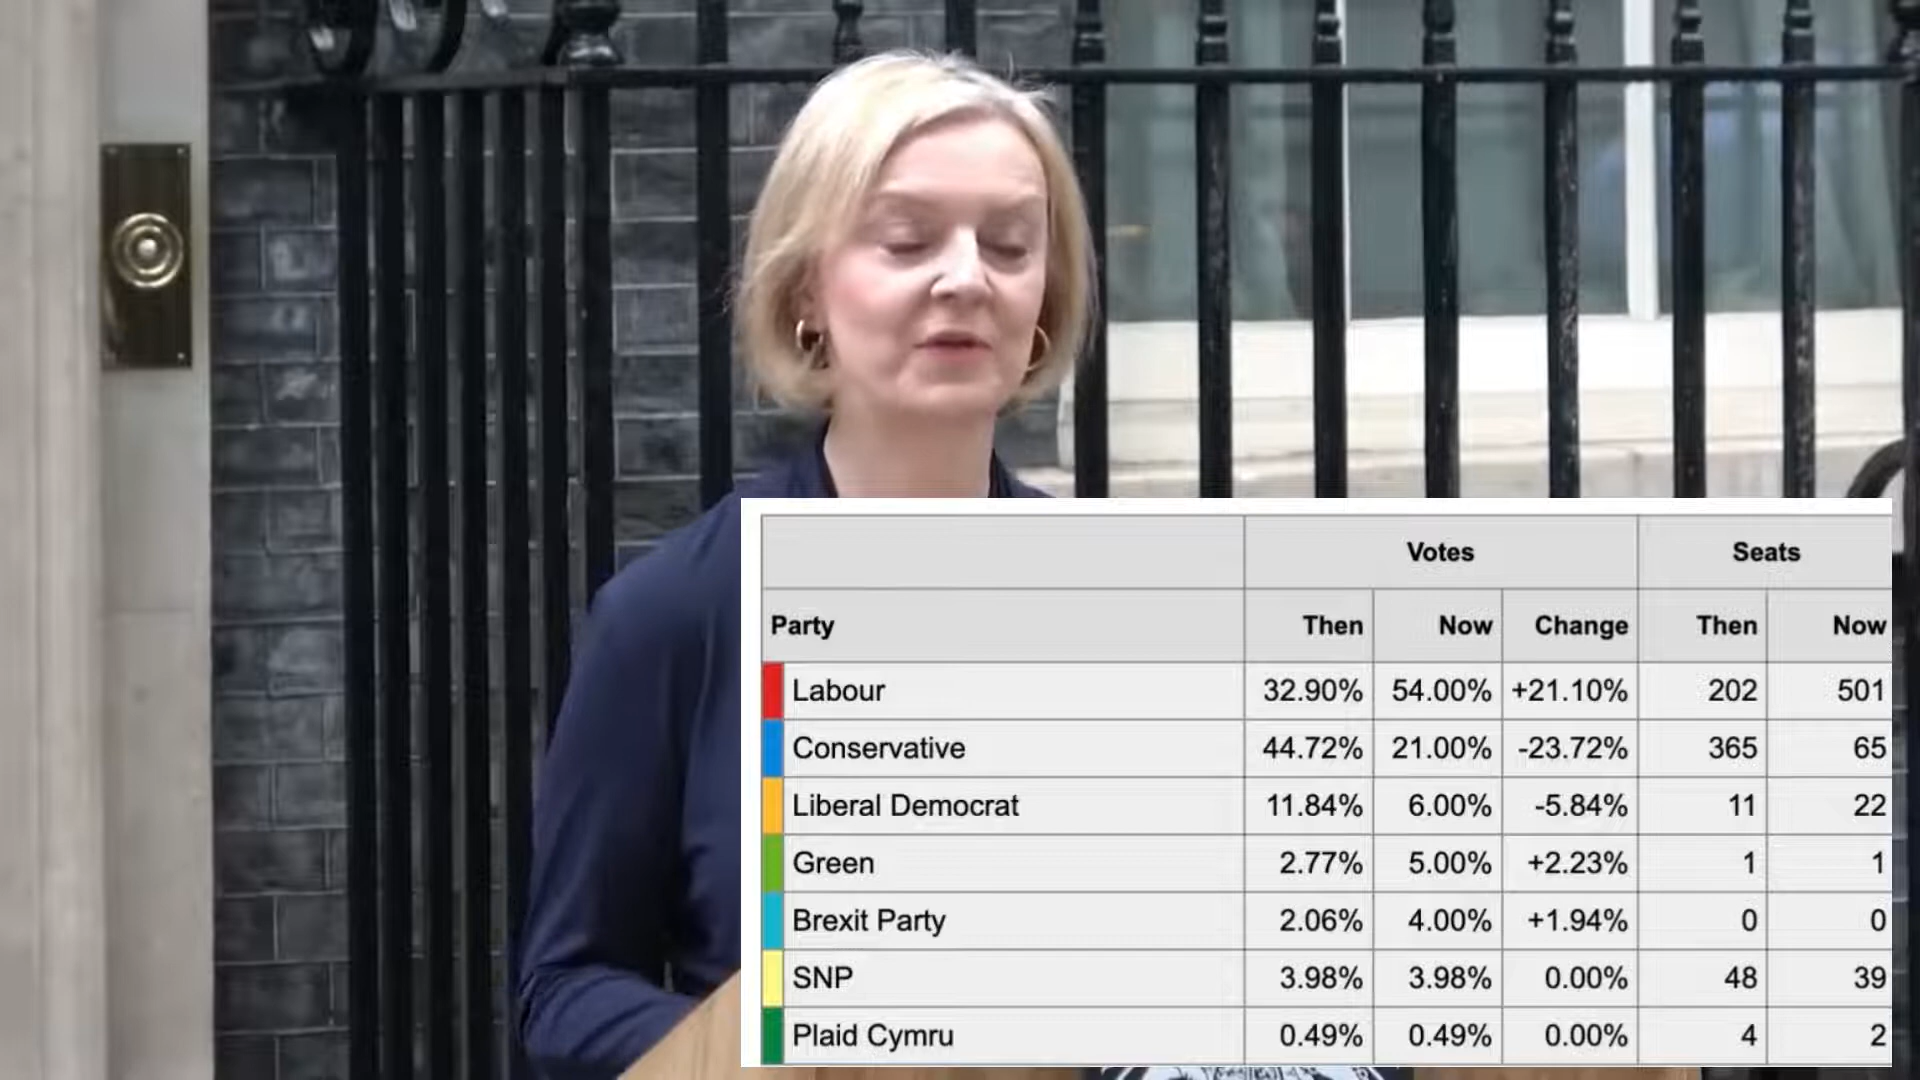 Votes Seats
Party Then Now Change Then Now
Labour 32.90% 54.00% +21.10% 202 501
Conservative 44.72% 21.00% -23.72% 365 65
Liberal Democrat 11.84% 6.00% -5.84% 11 22
Green 2.77% 5.00% +2.23% 1 1
Brexit Party 2.06% 4.00% +1.94% 0 0
SNP 3.98% 3.98% 0.00% 48 39
Plaid Cymru 0.49% 0.49% 0.00% 4 2